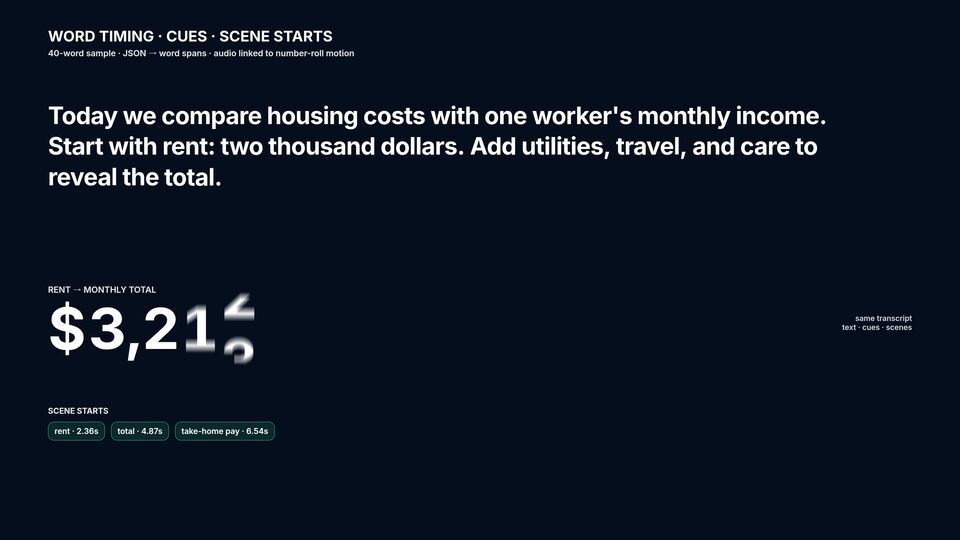 WORD TIMING · CUES · SCENE STARTS
40-word sample · JSON → word spans · audio linked to number-roll motion
Today we compare housing costs with one worker's monthly income.
Start with rent: two thousand dollars. Add utilities, travel, and care to
reveal the total.
RENT → MONTHLY TOTAL
$3,21
same transcript
text · cues · scenes
SCENE STARTS
rent · 2.36s
total · 4.87s
take-home pay · 6.54s